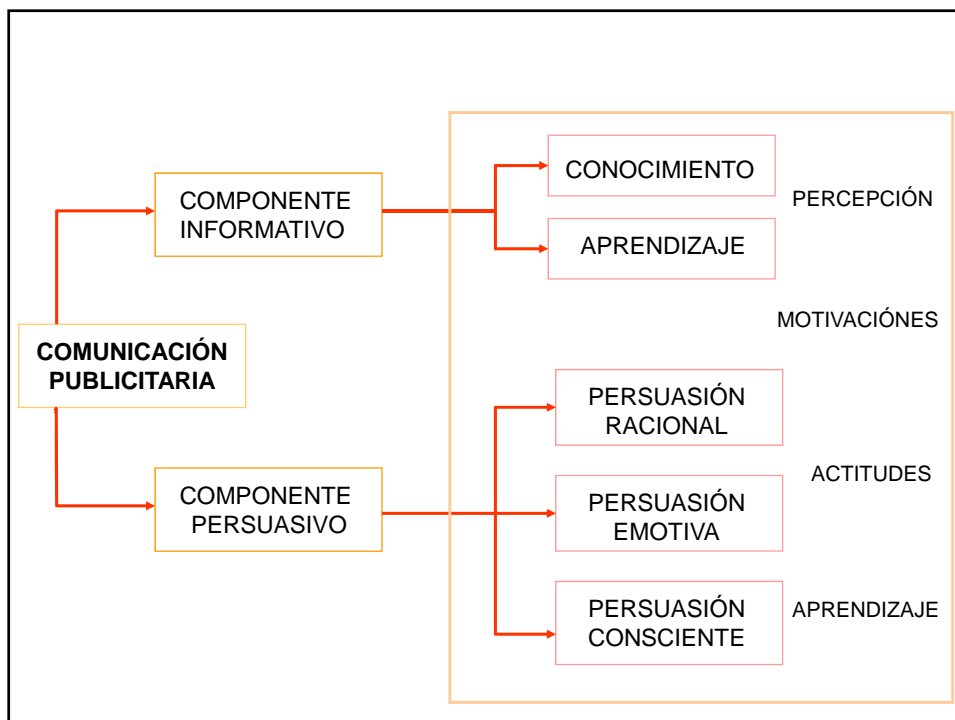 CONOCIMIENTO
PERCEPCIÓN
COMPONENTE
INFORMATIVO
APRENDIZAJE
MOTIVACIÓNES
COMUNICACIÓN
PUBLICITARIA
PERSUASIÓN
RACIONAL
ACTITUDES
COMPONENTE
PERSUASIVO
PERSUASIÓN
EMOTIVA
PERSUASIÓN
CONSCIENTE
APRENDIZAJE